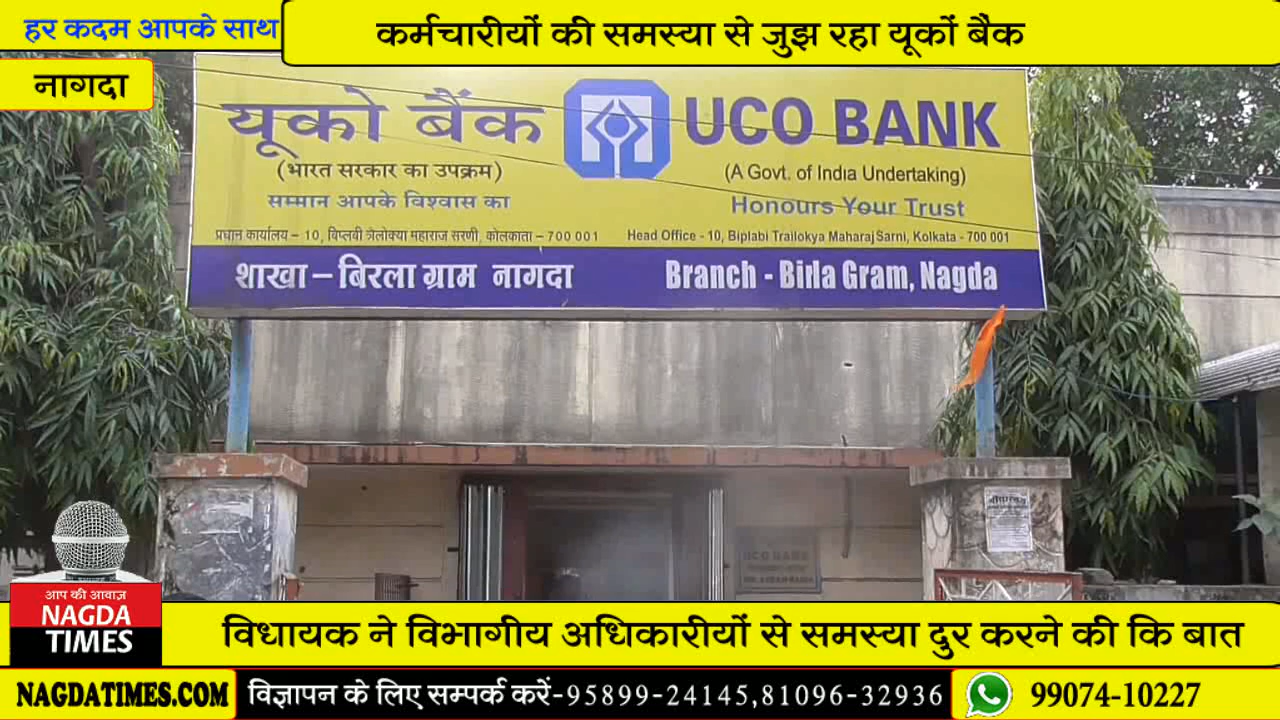 हर कदम आपके साथ
कर्मचारीयों की समस्या से जुझ रहा यूकों बैंक
नागदा
यूको बैंक
UCO BANK
(भारत सरकार का उपक्रम)
(A Govt. of India Undertaking)
सम्मान आपके विश्वास का
Honours Your Trust
प्रधान कार्यालय – 10, विप्लवी त्रैलोक्या महाराज सरणी, कोलकाता – 700 001
Head Office - 10, Biplabi Trailokya Maharaj Sarni, Kolkata - 700 001
शाखा – बिरला ग्राम नागदा
Branch - Birla Gram, Nagda
UCO BANK
आप की आवाज़
NAGDA
TIMES
विधायक ने विभागीय अधिकारीयों से समस्या दुर करने की कि बात
NAGDATIMES.COM
विज्ञापन के लिए सम्पर्क करें-95899-24145,81096-32936
99074-10227